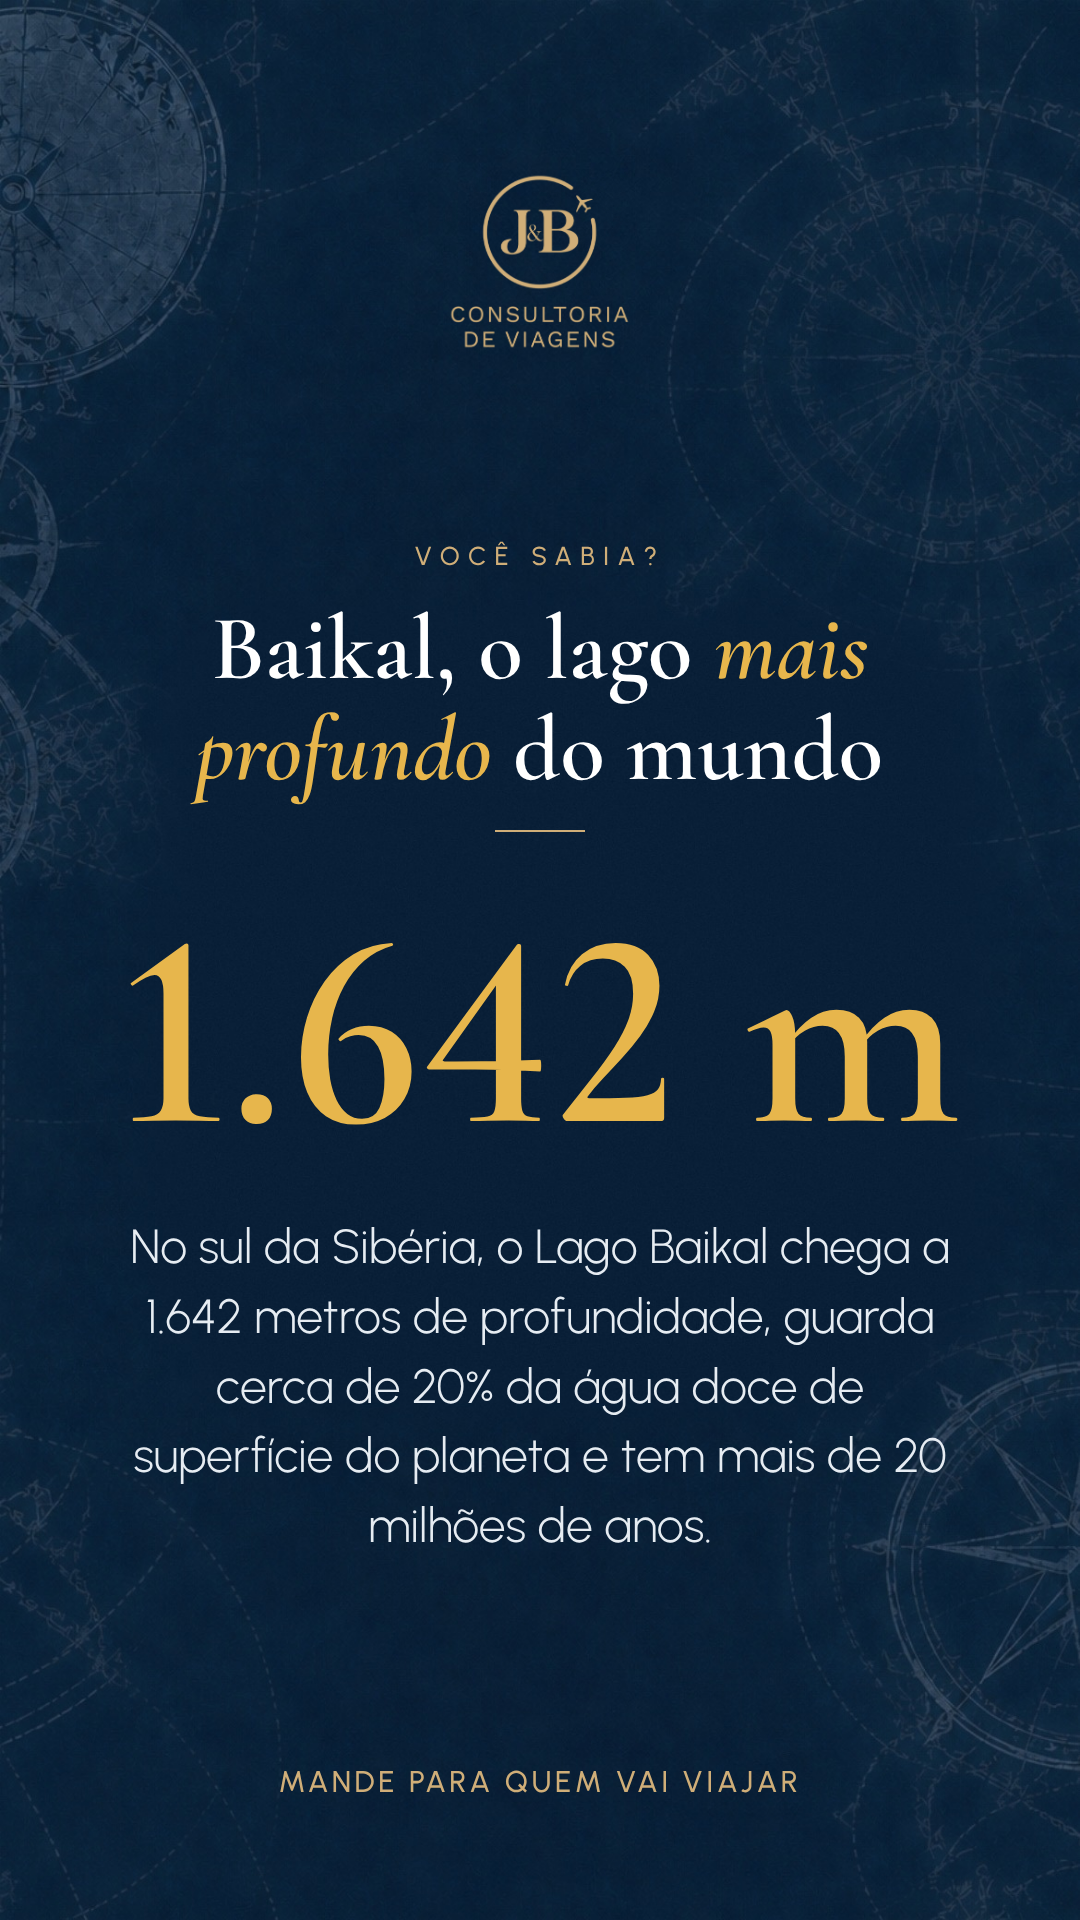 J&B
CONSULTORIA
DE VIAGENS
VOCÊ SABIA?
Baikal, o lago mais
profundo do mundo
1.642 m
No sul da Sibéria, o Lago Baikal chega a
1.642 metros de profundidade, guarda
cerca de 20% da água doce de
superfície do planeta e tem mais de 20
milhões de anos.
MANDE PARA QUEM VAI VIAJAR